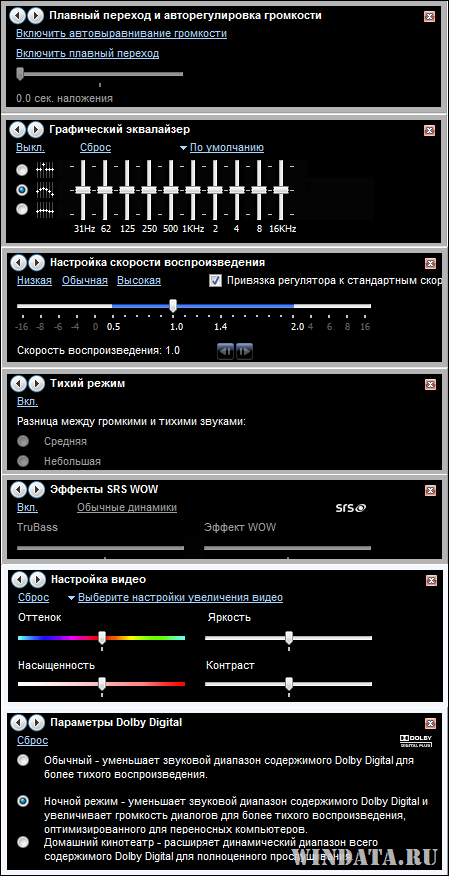 Плавный переход и авторегулировка громкости
Включить автовыравнивание громкости
Включить плавный переход
0.0 сек. наложения
Графический эквалайзер
Выкл. Сброс По умолчанию
31Hz 62 125 250 500 1KHz 2 4 8 16KHz
Настройка скорости воспроизведения
Низкая Обычная Высокая Привязка регулятора к стандартным скор
-16 -8 -6 -4 0 0.5 1.0 1.4 2.0 4 6 8 16
Скорость воспроизведения: 1.0
Тихий режим
Вкл.
Разница между громкими и тихими звуками:
Средняя
Небольшая
Эффекты SRS WOW
Вкл. Обычные динамики SRS
TruBass Эффект WOW
Настройка видео
Сброс Выберите настройки увеличения видео
Оттенок Яркость
Насыщенность Контраст
Параметры Dolby Digital
Сброс DOLBY
DIGITAL PLUS
Обычный - уменьшает звуковой диапазон содержимого Dolby Digital для
более тихого воспроизведения.
Ночной режим - уменьшает звуковой диапазон содержимого Dolby Digital и
увеличивает громкость диалогов для более тихого воспроизведения,
оптимизированного для переносных компьютеров.
Домашний кинотеатр - расширяет динамический диапазон всего
содержимого Dolby Digital для полноценного прослушивания.
WINDATA.RU